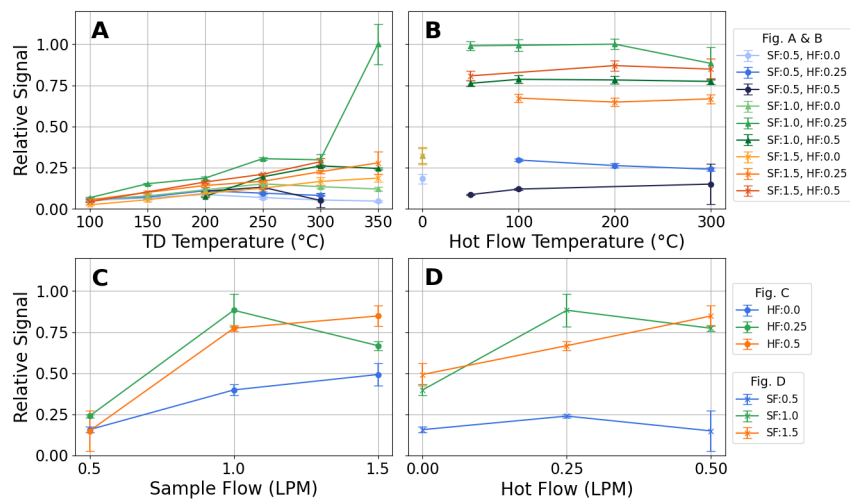 A
B
Relative Signal
1.00
0.75
0.50
0.25
0.00
100 150 200 250 300 350
0 100 200 300
TD Temperature (°C)
Hot Flow Temperature (°C)
Fig. A & B
SF:0.5, HF:0.0
SF:0.5, HF:0.25
SF:0.5, HF:0.5
SF:1.0, HF:0.0
SF:1.0, HF:0.25
SF:1.0, HF:0.5
SF:1.5, HF:0.0
SF:1.5, HF:0.25
SF:1.5, HF:0.5
C
D
Relative Signal
1.00
0.75
0.50
0.25
0.00
0.5 1.0 1.5
0.00 0.25 0.50
Sample Flow (LPM)
Hot Flow (LPM)
Fig. C
HF:0.0
HF:0.25
HF:0.5
Fig. D
SF:0.5
SF:1.0
SF:1.5